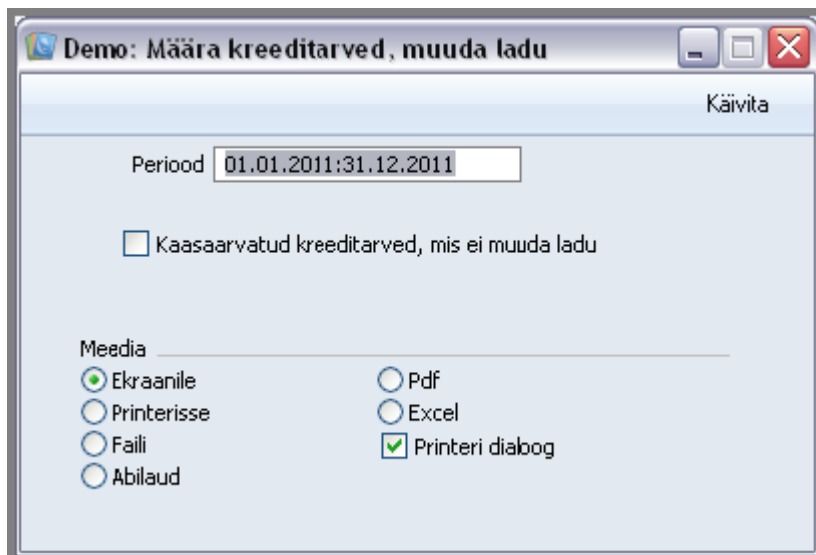 Demo: Määra kreeditarved, muuda ladu
Käivita
Periood 01.01.2011:31.12.2011
Kaasaarvatud kreeditarved, mis ei muuda ladu
Meedia
Ekraanile Pdf
Printerisse Excel
Faili Printeri dialoog
Abilaud